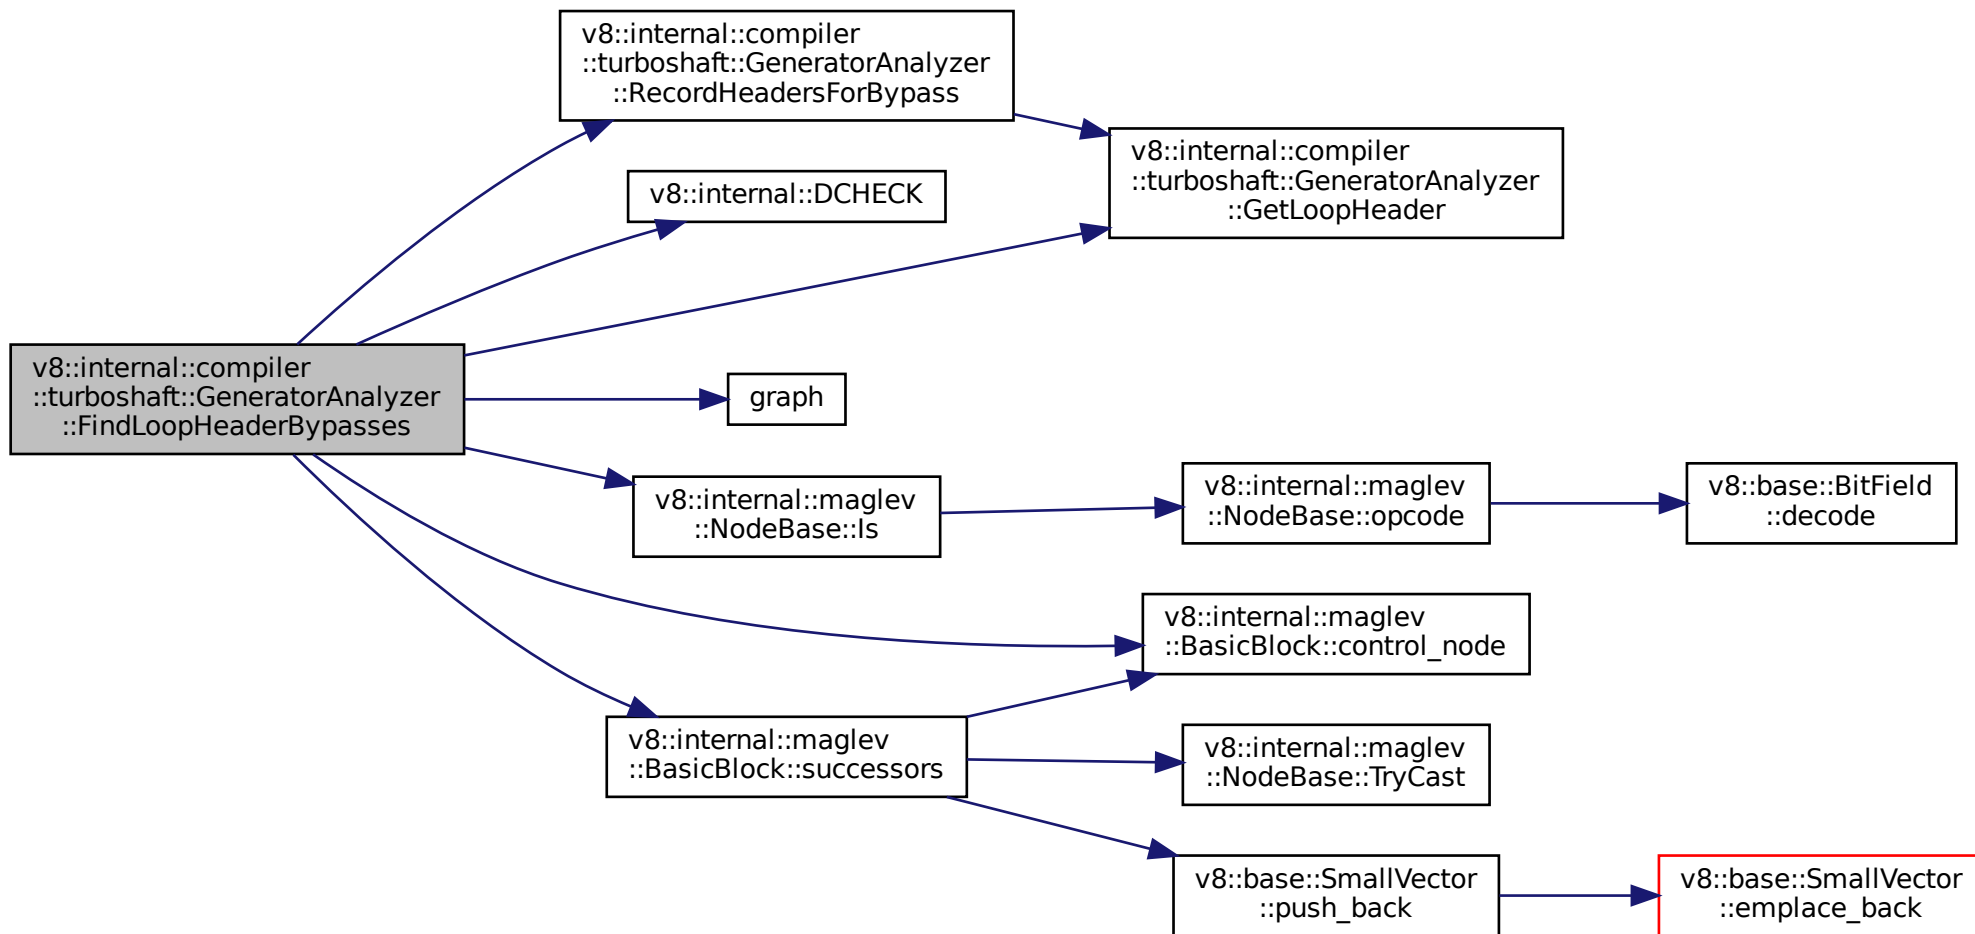 v8::internal::compiler
::turboshaft::GeneratorAnalyzer
::FindLoopHeaderBypasses
v8::internal::compiler
::turboshaft::GeneratorAnalyzer
::RecordHeadersForBypass
v8::internal::compiler
::turboshaft::GeneratorAnalyzer
::GetLoopHeader
v8::internal::DCHECK
graph
v8::internal::maglev
::NodeBase::Is
v8::internal::maglev
::NodeBase::opcode
v8::base::BitField
::decode
v8::internal::maglev
::BasicBlock::control_node
v8::internal::maglev
::BasicBlock::successors
v8::internal::maglev
::NodeBase::TryCast
v8::base::SmallVector
::push_back
v8::base::SmallVector
::emplace_back